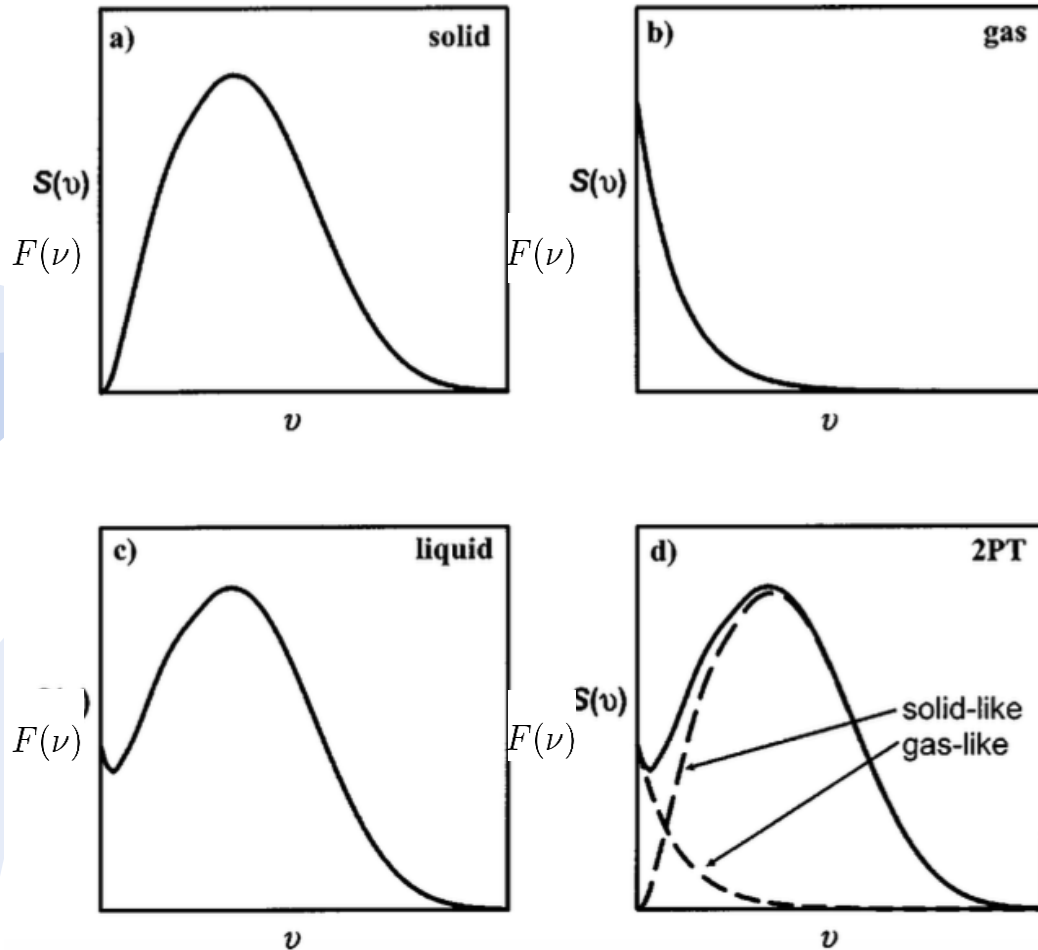 a) solid
S(υ)
F(ν)
υ
b) gas
S(υ)
F(ν)
υ
c) liquid
)
F(ν)
υ
d) 2PT
S(υ)
F(ν)
solid-like
gas-like
υ